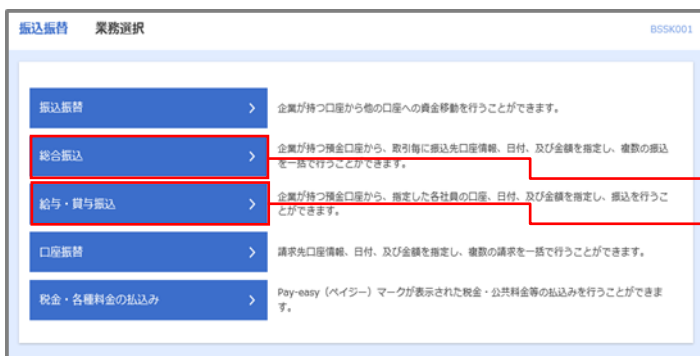 振込振替 業務選択 BSSK001
振込振替 企業が持つ口座から他の口座への資金移動を行うことができます。
総合振込 企業が持つ預金口座から、取引毎に振込先口座情報、日付、及び金額を指定し、複数の振込
を一括で行うことができます。
給与・賞与振込 企業が持つ預金口座から、指定した各社員の口座、日付、及び金額を指定し、振込を行うこ
とができます。
口座振替 請求先口座情報、日付、及び金額を指定し、複数の請求を一括で行うことができます。
税金・各種料金の払込み Pay-easy（ペイジー）マークが表示された税金・公共料金等の払込みを行うことができま
す。